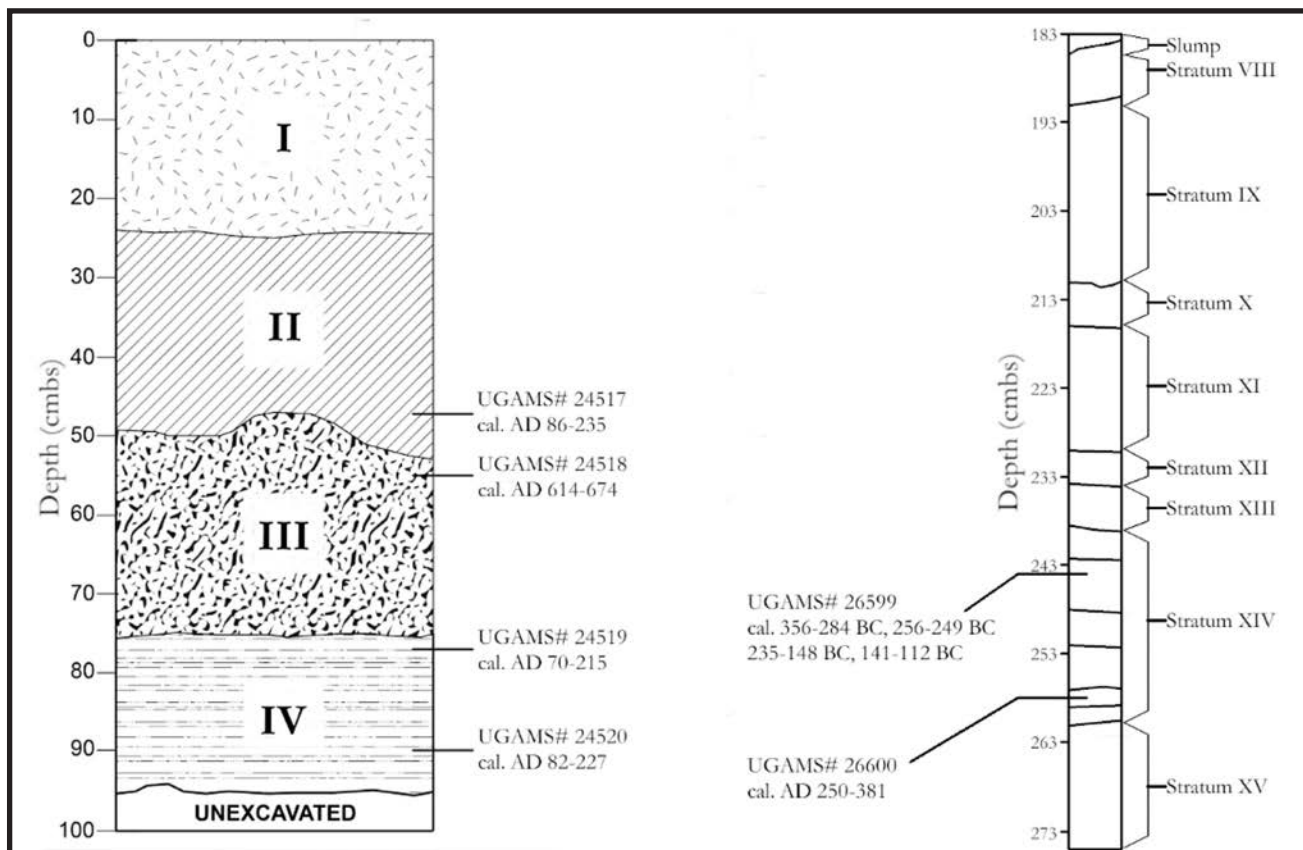 Depth (cmbs)
0
10
20
30
40
50
60
70
80
90
100
I
II
III
IV
UNEXCAVATED
UGAMS# 24517
cal. AD 86-235
UGAMS# 24518
cal. AD 614-674
UGAMS# 24519
cal. AD 70-215
UGAMS# 24520
cal. AD 82-227
Depth (cmbs)
183
193
203
213
223
233
243
253
263
273
Slump
Stratum VIII
Stratum IX
Stratum X
Stratum XI
Stratum XII
Stratum XIII
Stratum XIV
Stratum XV
UGAMS# 26599
cal. 356-284 BC, 256-249 BC
235-148 BC, 141-112 BC
UGAMS# 26600
cal. AD 250-381